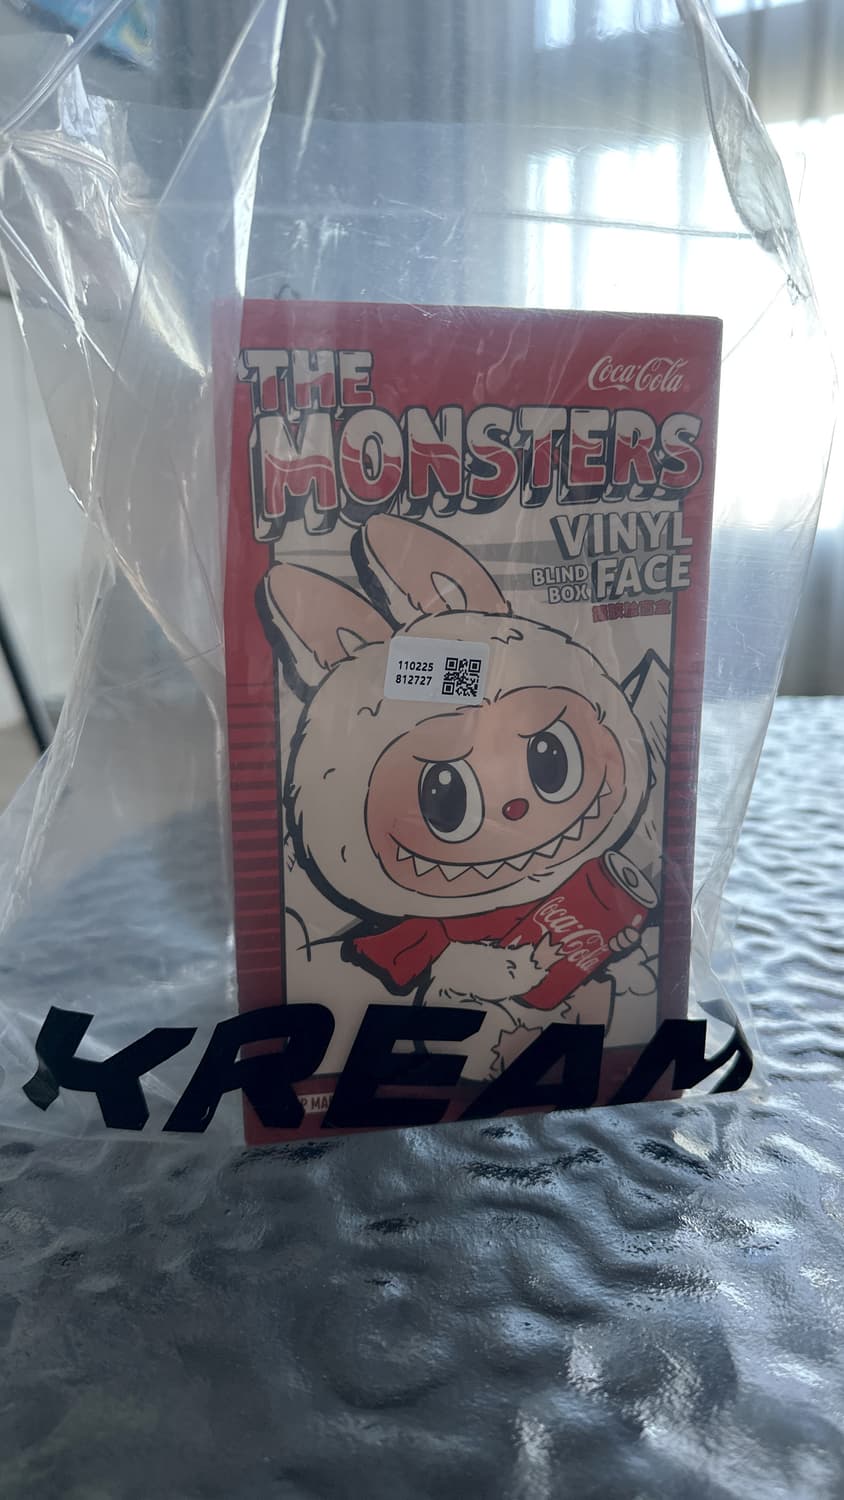 THE
Coca-Cola
MONSTERS
VINYL
BLIND
BOX
FACE
110225
812727
Coca-Cola
KREAM